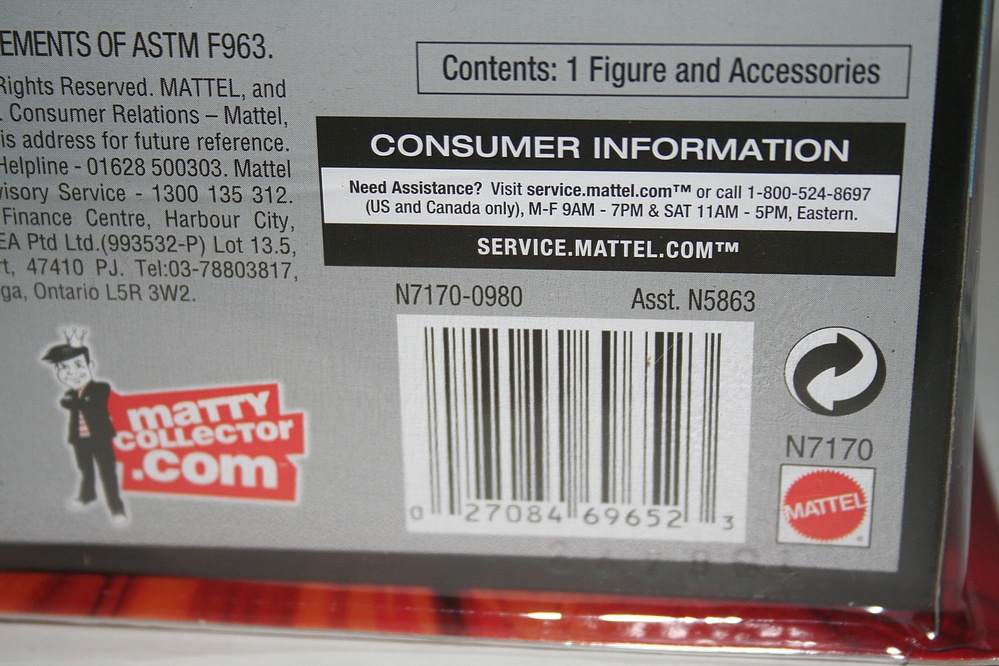 EMENTS OF ASTM F963.
Rights Reserved. MATTEL, and
. Consumer Relations – Mattel,
is address for future reference.
Helpline - 01628 500303. Mattel
visory Service - 1300 135 312.
Finance Centre, Harbour City,
EA Ptd Ltd.(993532-P) Lot 13.5,
rt, 47410 PJ. Tel:03-78803817,
ga, Ontario L5R 3W2.
Contents: 1 Figure and Accessories
CONSUMER INFORMATION
Need Assistance? Visit service.mattel.com™ or call 1-800-524-8697
(US and Canada only), M-F 9AM - 7PM & SAT 11AM - 5PM, Eastern.
SERVICE.MATTEL.COM™
N7170-0980 Asst. N5863
MATTY
COLLECTOR
.com
0 27084 69652 3
N7170
MATTEL
®